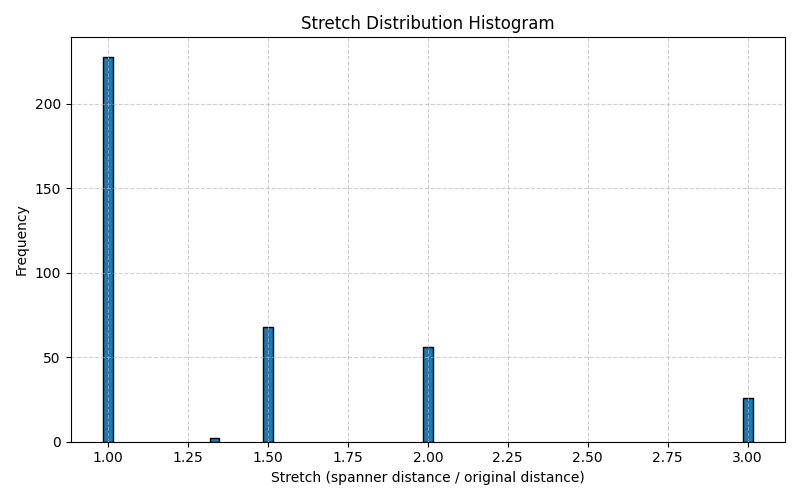 Stretch Distribution Histogram
Frequency
200
150
100
50
0
1.00 1.25 1.50 1.75 2.00 2.25 2.50 2.75 3.00
Stretch (spanner distance / original distance)